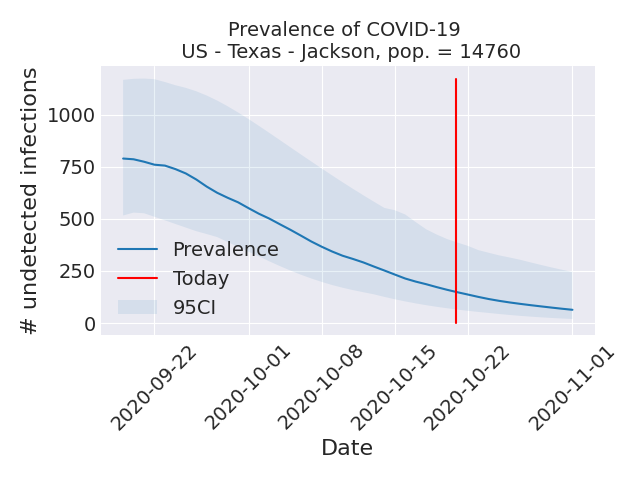 Prevalence of COVID-19
US - Texas - Jackson, pop. = 14760
# undetected infections
1000
750
500
250
0
Prevalence
Today
95CI
2020-09-22
2020-10-01
2020-10-08
2020-10-15
2020-10-22
2020-11-01
Date